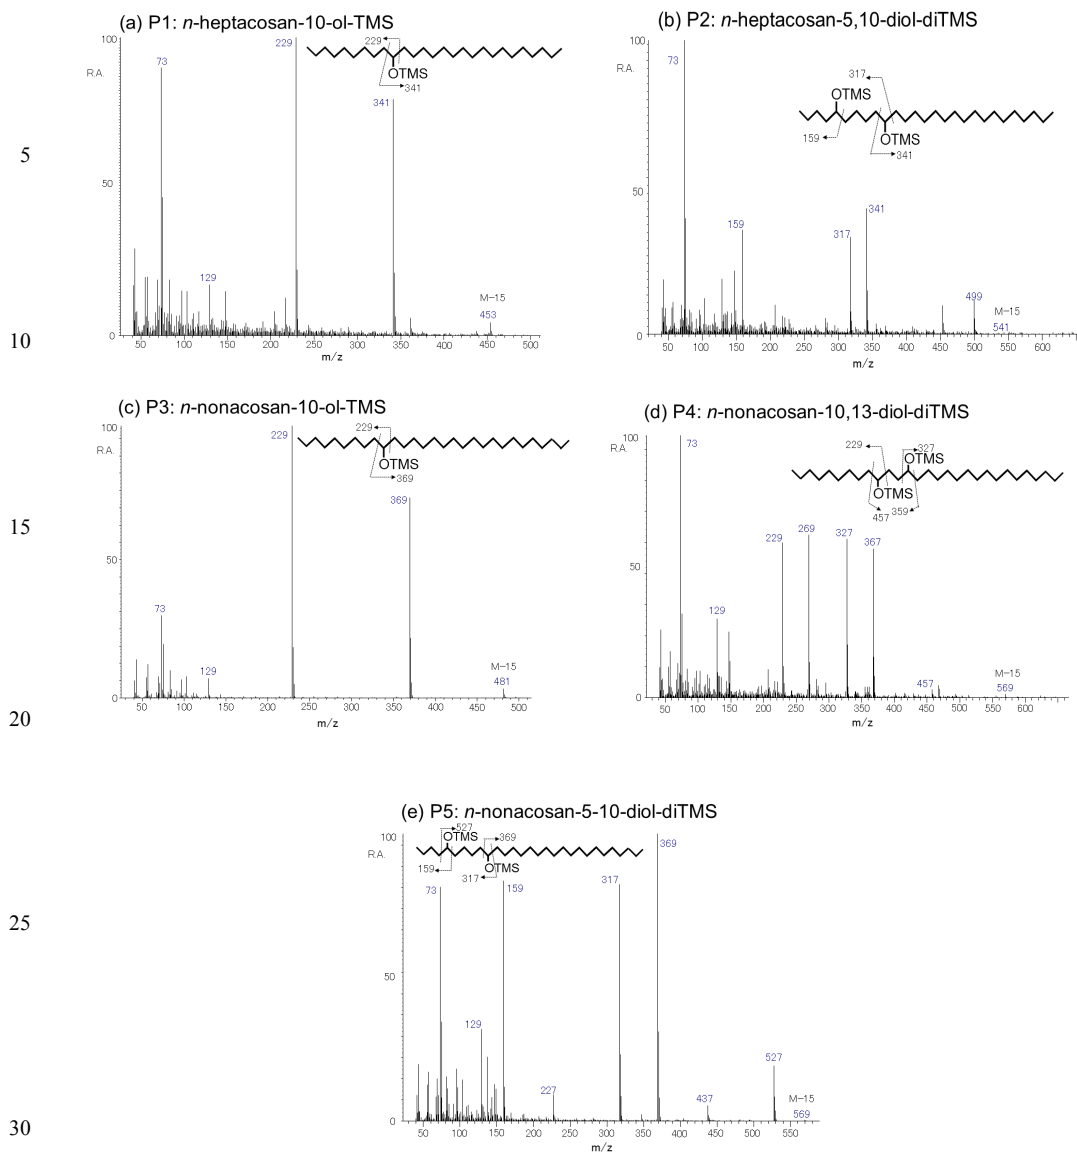 (a) P1: n-heptacosan-10-ol-TMS
100
R.A.
50
0
73
129
229
341
M-15
453
229
OTMS
341
50 100 150 200 250 300 350 400 450 500
m/z
(b) P2: n-heptacosan-5,10-diol-diTMS
100
R.A.
50
0
73
159
317
341
499
M-15
541
317
OTMS
159
OTMS
341
50 100 150 200 250 300 350 400 450 500 550 600
m/z
5
10
(c) P3: n-nonacosan-10-ol-TMS
100
R.A.
50
0
73
129
229
369
M-15
481
229
OTMS
369
50 100 150 200 250 300 350 400 450 500
m/z
(d) P4: n-nonacosan-10,13-diol-diTMS
100
R.A.
50
0
73
129
229
269
327
367
457
M-15
569
229
327
OTMS
OTMS
457
359
50 100 150 200 250 300 350 400 450 500 550 600
m/z
15
20
(e) P5: n-nonacosan-5-10-diol-diTMS
100
R.A.
50
0
527
OTMS
369
159
OTMS
317
73
129
159
227
317
369
437
527
M-15
569
50 100 150 200 250 300 350 400 450 500 550
m/z
25
30